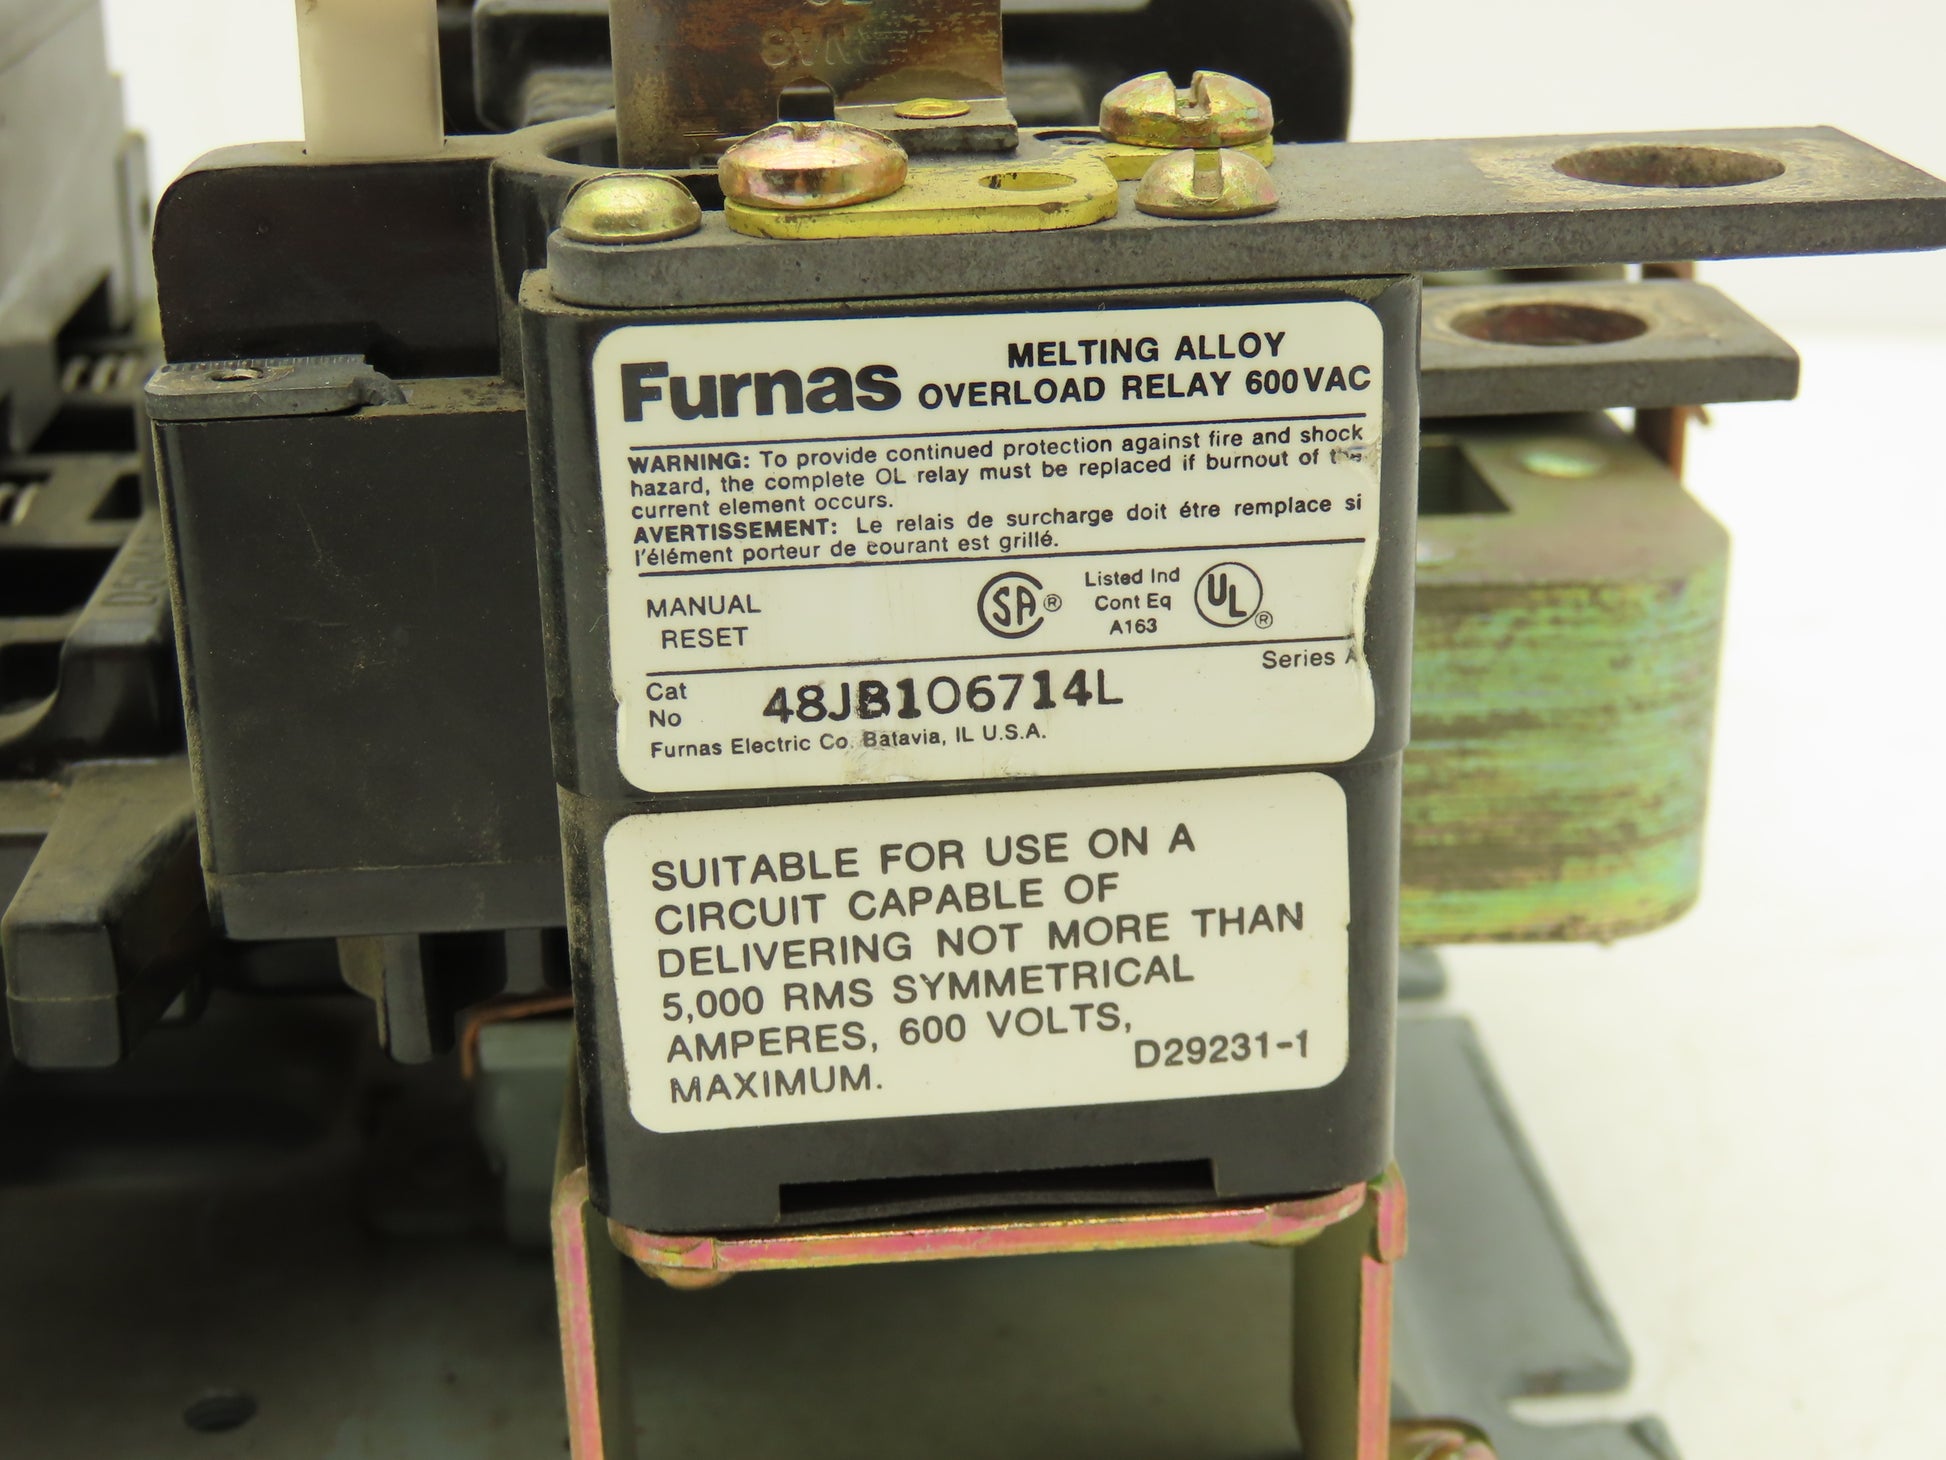 Furnas
MELTING ALLOY
OVERLOAD RELAY 600VAC
WARNING: To provide continued protection against fire and shock
hazard, the complete OL relay must be replaced if burnout of the
current element occurs.
AVERTISSEMENT: Le relais de surcharge doit étre remplace si
l'élément porteur de courant est grillé.
MANUAL
RESET
SA®
Listed Ind
Cont Eq
A163
UL®
Series A
Cat
No
48JB106714L
Furnas Electric Co. Batavia, IL U.S.A.
SUITABLE FOR USE ON A
CIRCUIT CAPABLE OF
DELIVERING NOT MORE THAN
5,000 RMS SYMMETRICAL
AMPERES, 600 VOLTS,
MAXIMUM.
D29231-1